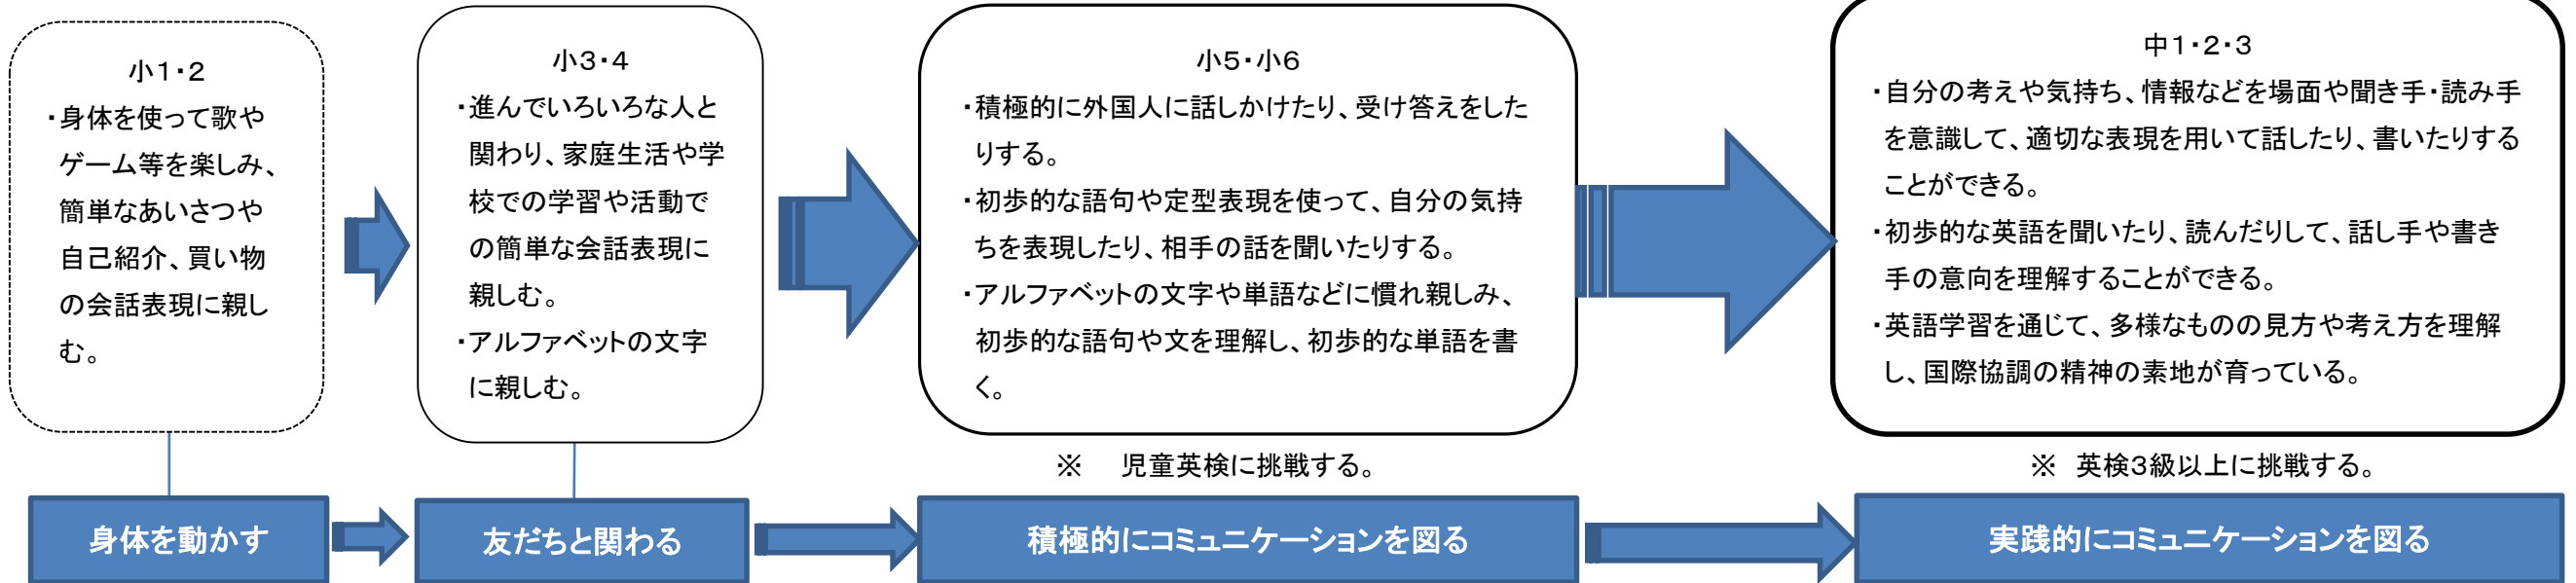 小1・2
・身体を使って歌や
ゲーム等を楽しみ、
簡単なあいさつや
自己紹介、買い物
の会話表現に親し
む。
小3・4
・進んでいろいろな人と
関わり、家庭生活や学
校での学習や活動で
の簡単な会話表現に
親しむ。
・アルファベットの文字
に親しむ。
小5・小6
・積極的に外国人に話しかけたり、受け答えをした
りする。
・初歩的な語句や定型表現を使って、自分の気持
ちを表現したり、相手の話を聞いたりする。
・アルファベットの文字や単語などに慣れ親しみ、
初歩的な語句や文を理解し、初歩的な単語を書
く。
中1・2・3
・自分の考えや気持ち、情報などを場面や聞き手・読み手
を意識して、適切な表現を用いて話したり、書いたりする
ことができる。
・初歩的な英語を聞いたり、読んだりして、話し手や書き
手の意向を理解することができる。
・英語学習を通じて、多様なものの見方や考え方を理解
し、国際協調の精神の素地が育っている。
※　児童英検に挑戦する。
※ 英検3級以上に挑戦する。
身体を動かす
友だちと関わる
積極的にコミュニケーションを図る
実践的にコミュニケーションを図る